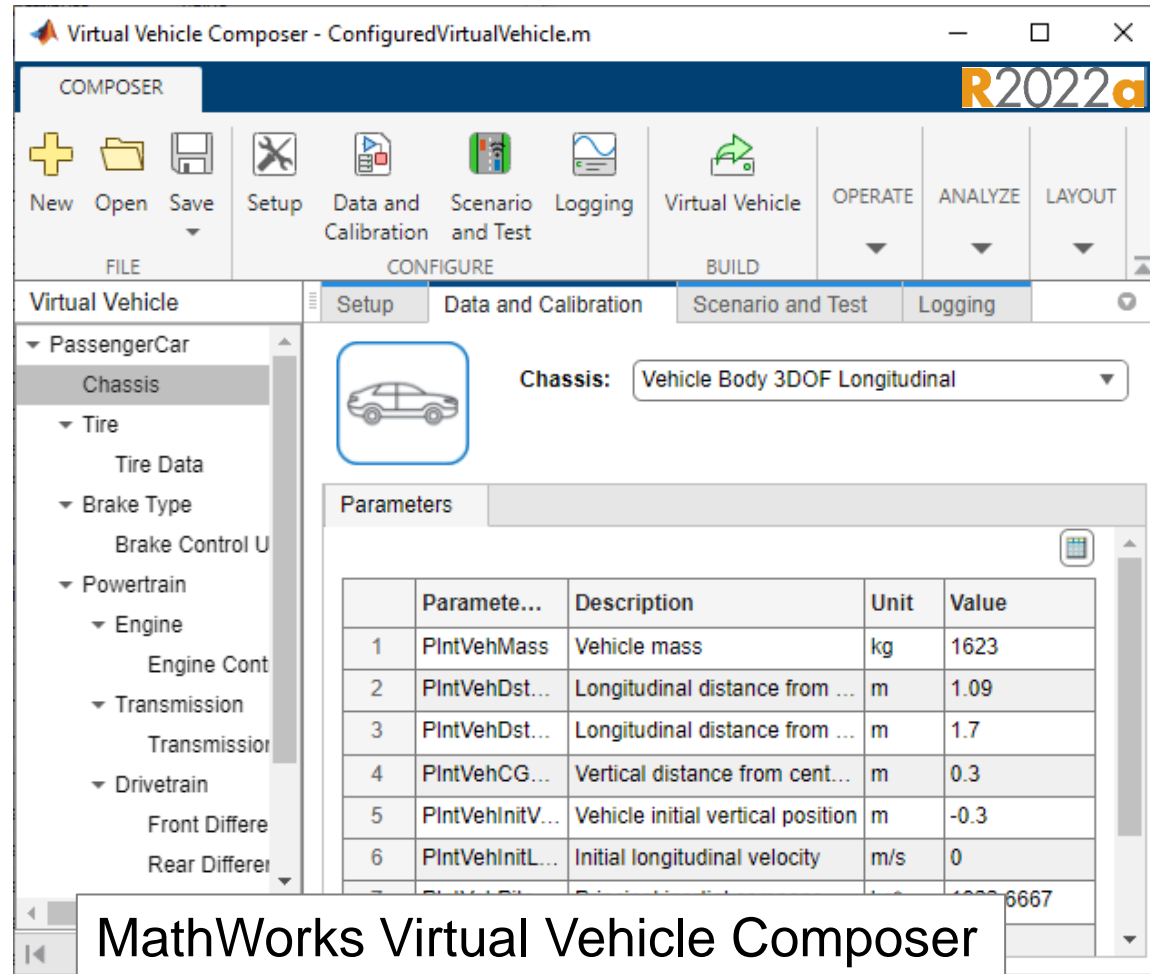 Virtual Vehicle Composer - ConfiguredVirtualVehicle.m
COMPOSER
R2022a
New Open Save Setup Data and Calibration Scenario and Test Logging Virtual Vehicle OPERATE ANALYZE LAYOUT
FILE CONFIGURE BUILD
Virtual Vehicle
Setup Data and Calibration Scenario and Test Logging
PassengerCar
Chassis
Tire
Tire Data
Brake Type
Brake Control U
Powertrain
Engine
Engine Cont
Transmission
Transmission
Drivetrain
Front Differe
Rear Differer
Chassis: Vehicle Body 3DOF Longitudinal
Parameters
Paramete... Description Unit Value
1 PlntVehMass Vehicle mass kg 1623
2 PlntVehDst... Longitudinal distance from ... m 1.09
3 PlntVehDst... Longitudinal distance from ... m 1.7
4 PlntVehCG... Vertical distance from cent... m 0.3
5 PlntVehInitV... Vehicle initial vertical position m -0.3
6 PlntVehInitL... Initial longitudinal velocity m/s 0
MathWorks Virtual Vehicle Composer